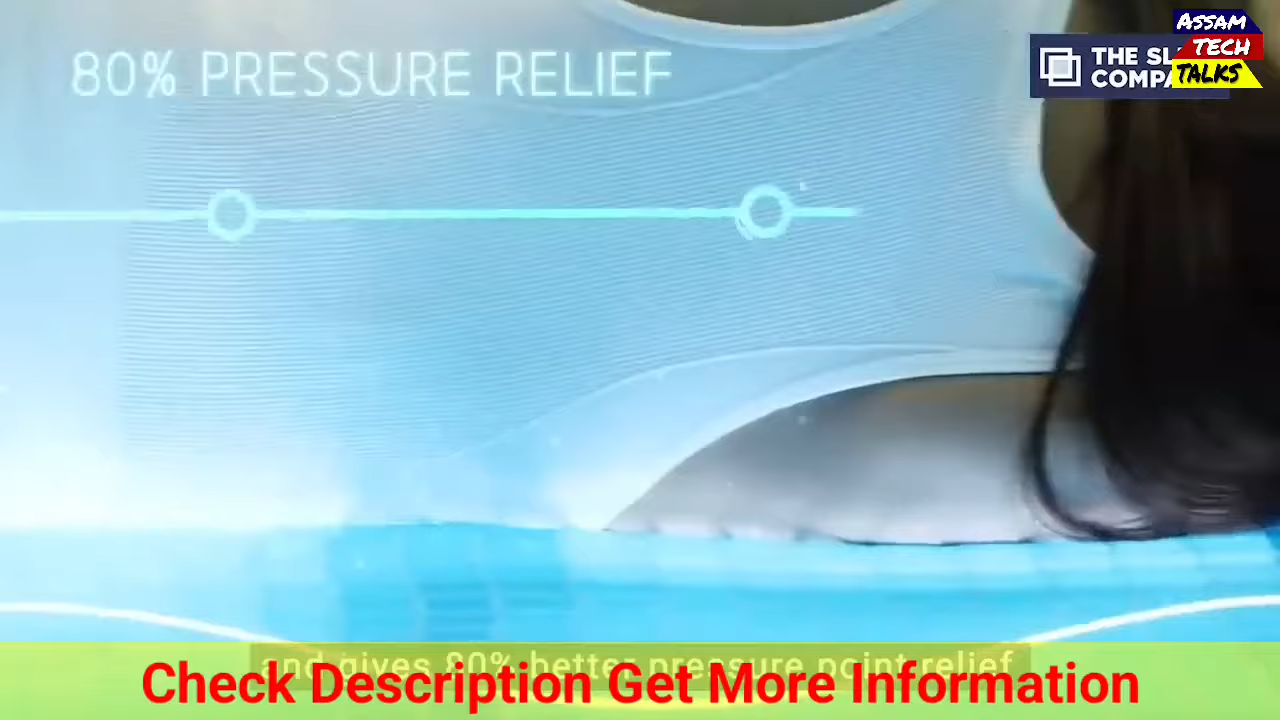 80% PRESSURE RELIEF
THE
COMPA
ASSAM
TECH
TALKS
and gives 80% better pressure point relief
Check Description Get More Information